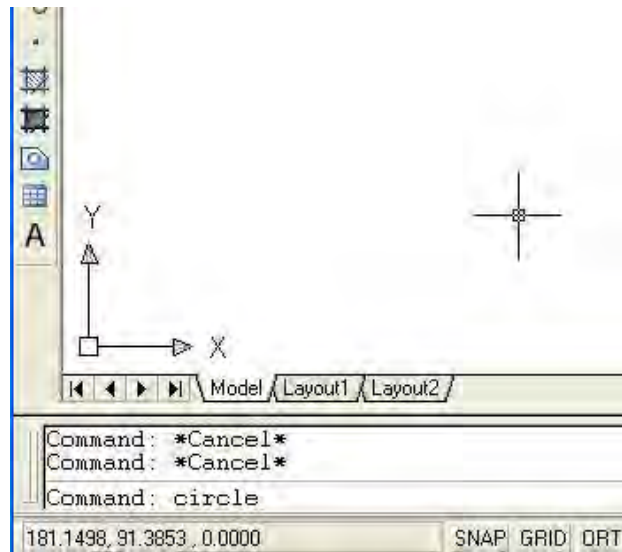 A
Y
X
Model Layout1 Layout2
Command: *Cancel*
Command: *Cancel*
Command: circle
181.1498, 91.3853 , 0.0000 SNAP GRID ORT